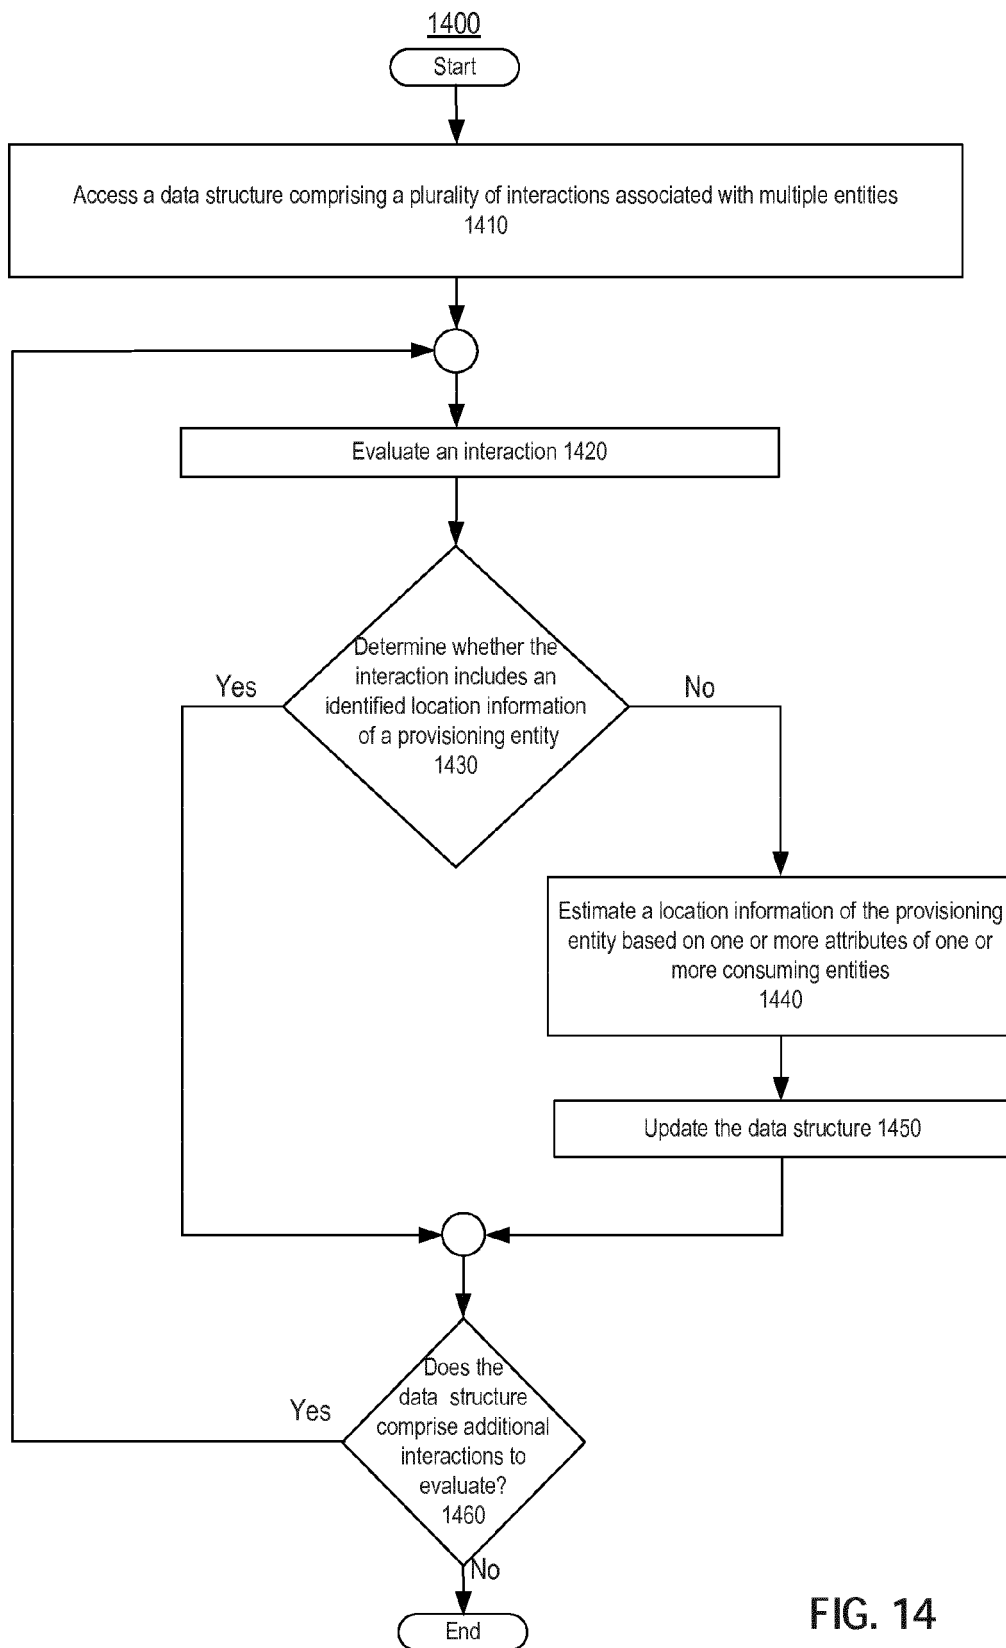 1400
Start
Access a data structure comprising a plurality of interactions associated with multiple entities
1410
Evaluate an interaction 1420
Determine whether the
interaction includes an
identified location information
of a provisioning entity
1430
Yes
No
Estimate a location information of the provisioning
entity based on one or more attributes of one or
more consuming entities
1440
Update the data structure 1450
Does the
data structure
comprise additional
interactions to
evaluate?
1460
Yes
No
End
FIG. 14